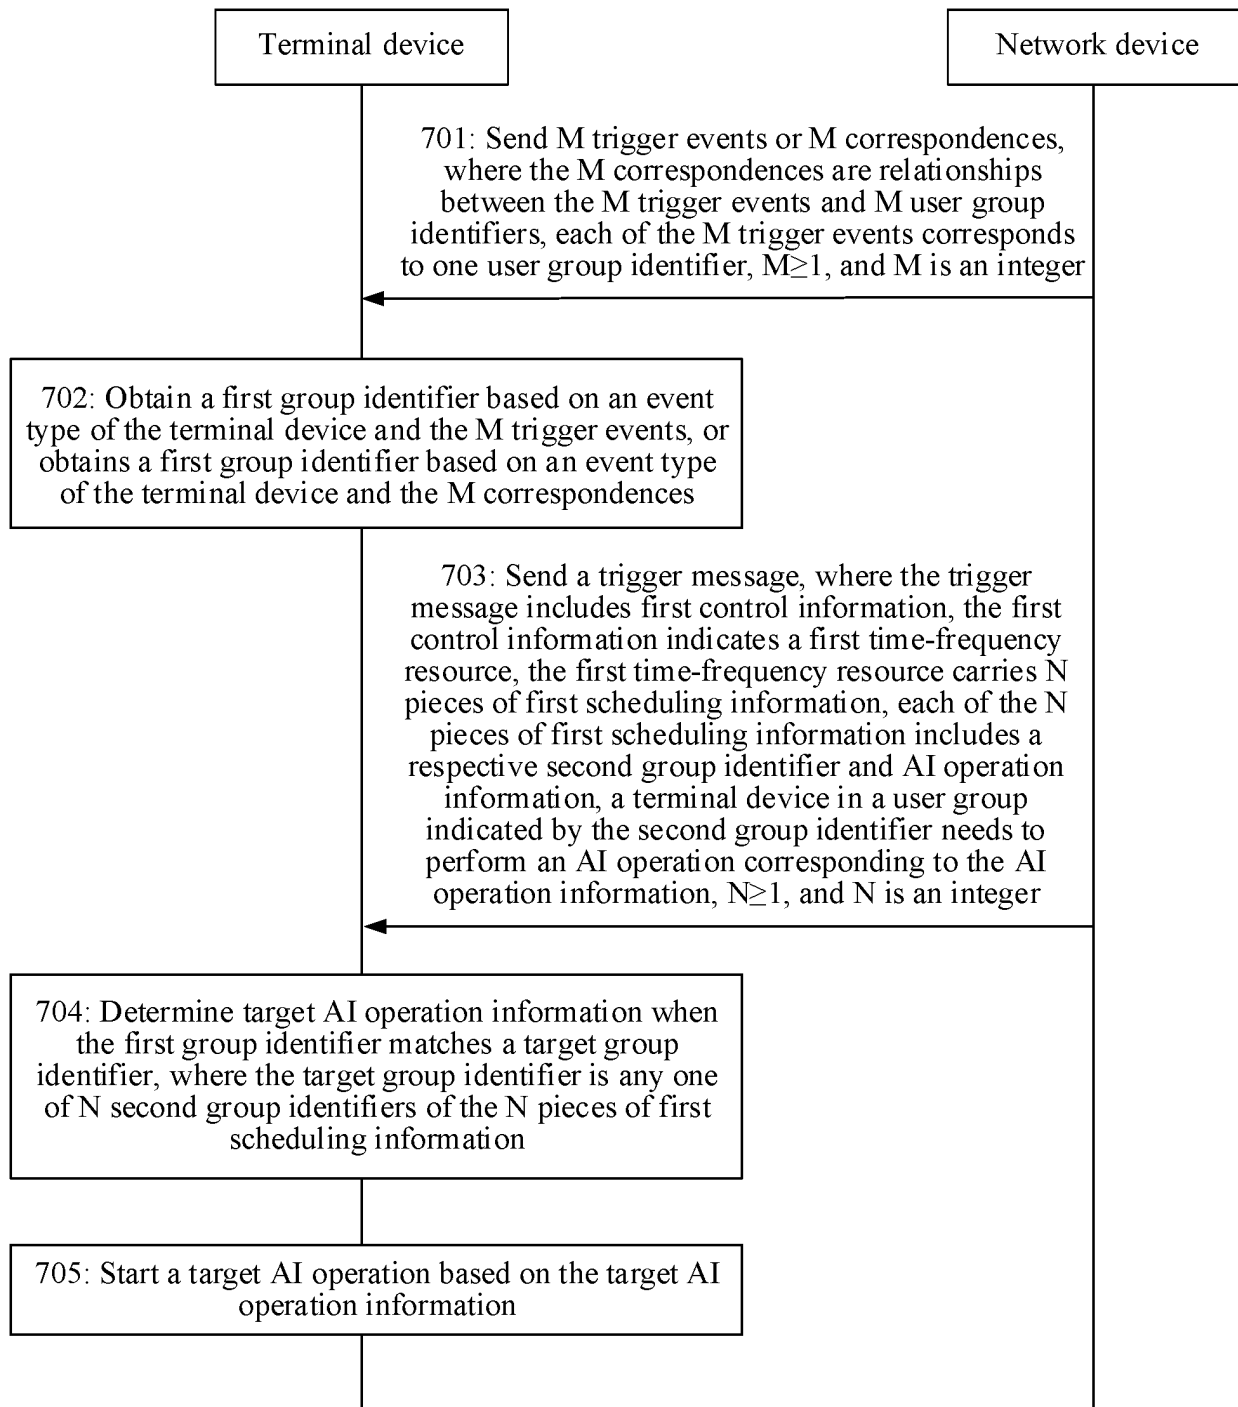 Terminal device
Network device
701: Send M trigger events or M correspondences,
where the M correspondences are relationships
between the M trigger events and M user group
identifiers, each of the M trigger events corresponds
to one user group identifier, M≥1, and M is an integer
702: Obtain a first group identifier based on an event
type of the terminal device and the M trigger events, or
obtains a first group identifier based on an event type
of the terminal device and the M correspondences
703: Send a trigger message, where the trigger
message includes first control information, the first
control information indicates a first time-frequency
resource, the first time-frequency resource carries N
pieces of first scheduling information, each of the N
pieces of first scheduling information includes a
respective second group identifier and AI operation
information, a terminal device in a user group
indicated by the second group identifier needs to
perform an AI operation corresponding to the AI
operation information, N≥1, and N is an integer
704: Determine target AI operation information when
the first group identifier matches a target group
identifier, where the target group identifier is any one
of N second group identifiers of the N pieces of first
scheduling information
705: Start a target AI operation based on the target AI
operation information